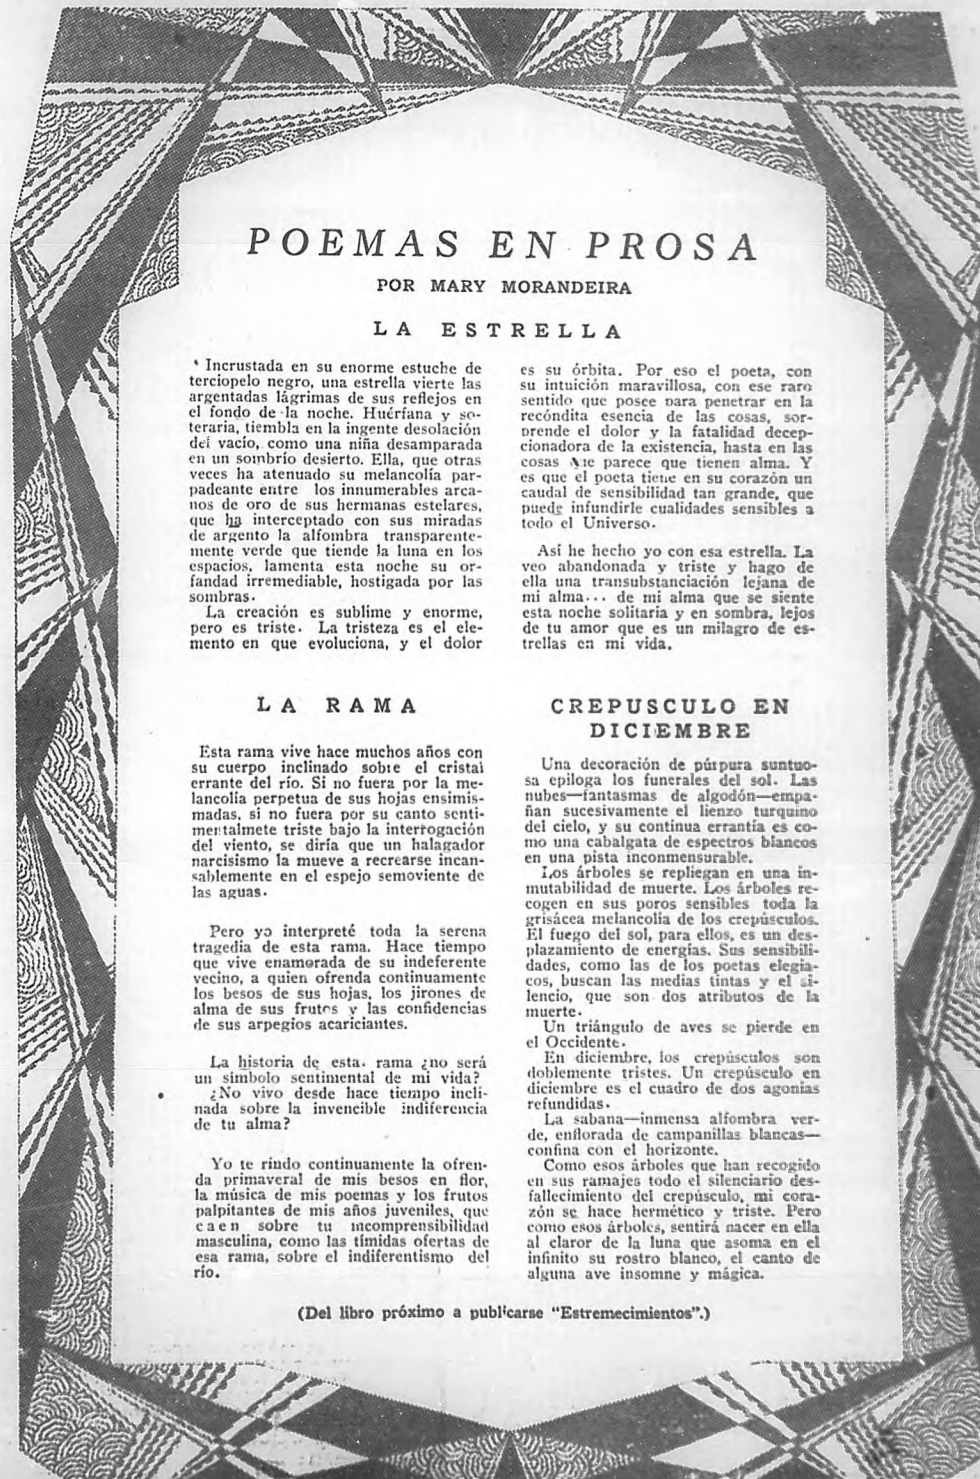 POEMAS EN PROSA
POR MARY MORANDEIRA
LA ESTRELLA
Incrustada en su enorme estuche de
terciopelo negro, una estrella vierte las
argentadas lágrimas de sus reflejos en
el fondo de la noche. Huérfana y so-
teraria, tiembla en la ingente desolación
del vacío, como una niña desamparada
en un sombrío desierto. Ella, que otras
veces ha atenuado su melancolía par-
padeante entre los innumerables arca-
nos de oro de sus hermanas estelares,
que ha interceptado con sus miradas
de argento la alfombra transparente-
mente verde que tiende la luna en los
espacios, lamenta esta noche su or-
fandad irremediable, hostigada por las
sombras.
La creación es sublime y enorme,
pero es triste. La tristeza es el ele-
mento en que evoluciona, y el dolor
es su órbita. Por eso el poeta, con
su intuición maravillosa, con ese raro
sentido que posee para penetrar en la
recóndita esencia de las cosas, sor-
prende el dolor y la fatalidad decep-
cionadora de la existencia, hasta en las
cosas que parece que tienen alma. Y
es que el poeta tiene en su corazón un
caudal de sensibilidad tan grande, que
puede infundirle cualidades sensibles a
todo el Universo.
Así he hecho yo con esa estrella. La
veo abandonada y triste y hago de
ella una transubstanciación lejana de
mi alma... de mi alma que se siente
esta noche solitaria y en sombra, lejos
de tu amor que es un milagro de es-
trellas en mi vida.
LA RAMA
Esta rama vive hace muchos años con
su cuerpo inclinado sobre el cristal
errante del río. Si no fuera por la me-
lancolía perpetua de sus hojas ensimis-
madas, si no fuera por su canto senti-
mentalmete triste bajo la interrogación
del viento, se diría que un halagador
narcisismo la mueve a recrearse incan-
sablemente en el espejo semoviente de
las aguas.
Pero yo interpreté toda la serena
tragedia de esta rama. Hace tiempo
que vive enamorada de su indeferente
vecino, a quien ofrenda continuamente
los besos de sus hojas, los jirones de
alma de sus frutos y las confidencias
de sus arpegios acariciantes.
La historia de esta. rama ¿no será
un símbolo sentimental de mi vida?
¿No vivo desde hace tiempo incli-
nada sobre la invencible indiferencia
de tu alma?
Yo te rindo continuamente la ofren-
da primaveral de mis besos en flor,
la música de mis poemas y los frutos
palpitantes de mis años juveniles, que
caen sobre tu incomprensibilidad
masculina, como las tímidas ofertas de
esa rama, sobre el indiferentismo del
río.
CREPUSCULO EN
DICIEMBRE
Una decoración de púrpura suntuo-
sa epiloga los funerales del sol. Las
nubes—fantasmas de algodón—empa-
ñan sucesivamente el lienzo turquino
del cielo, y su continua errantía es co-
mo una cabalgata de espectros blancos
en una pista inconmensurable.
Los árboles se repliegan en una in-
mutabilidad de muerte. Los árboles re-
cogen en sus poros sensibles toda la
grisácea melancolía de los crepúsculos.
El fuego del sol, para ellos, es un des-
plazamiento de energías. Sus sensibili-
dades, como las de los poetas elegía-
cos, buscan las medias tintas y el si-
lencio, que son dos atributos de la
muerte.
Un triángulo de aves se pierde en
el Occidente.
En diciembre, los crepúsculos son
doblemente tristes. Un crepúsculo en
diciembre es el cuadro de dos agonías
refundidas.
La sabana—inmensa alfombra ver-
de, enflorada de campanillas blancas—
confina con el horizonte.
Como esos árboles que han recogido
en sus ramajes todo el silenciario des-
fallecimiento del crepúsculo, mi cora-
zón se hace hermético y triste. Pero
como esos árboles, sentirá nacer en ella
al claror de la luna que asoma en el
infinito su rostro blanco, el canto de
alguna ave insomne y mágica.
(Del libro próximo a publicarse "Estremecimientos".)